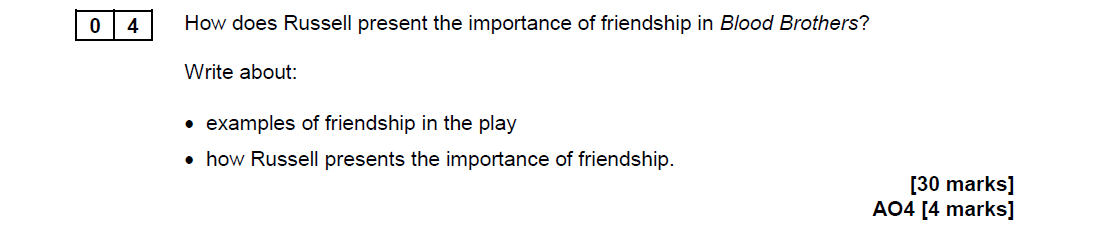 0 4 How does Russell present the importance of friendship in Blood Brothers?
Write about:
• examples of friendship in the play
• how Russell presents the importance of friendship.
[30 marks]
AO4 [4 marks]